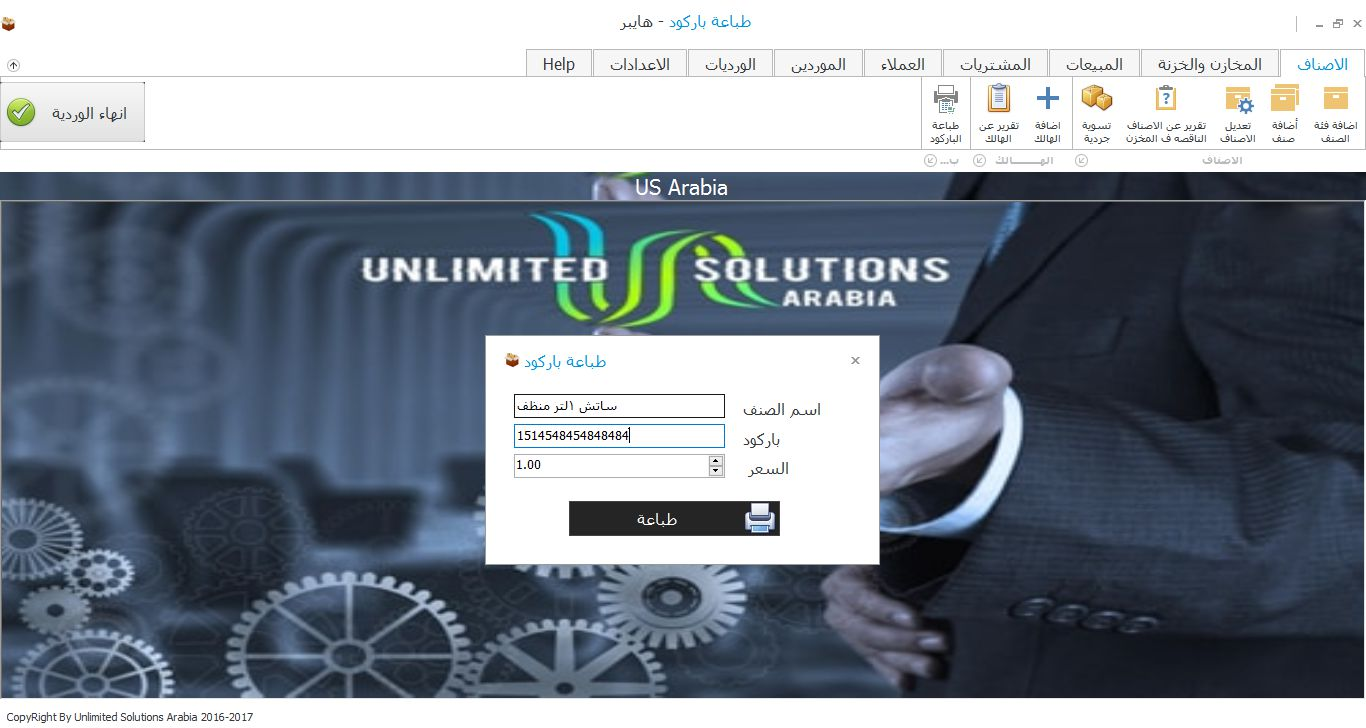 طباعة باركود - هايبر
الاصناف
المخازن والخزنة
المبيعات
المشتريات
العملاء
الموردين
الورديات
الاعدادات
Help
اضافة فئة الصنف
أضافة صنف
تعديل الاصناف
تقرير عن الاصناف الناقصه ف المخزن
تسوية جردية
اضافة الهالك
تقرير عن الهالك
طباعة الباركود
انهاء الوردية
الاصناف
الهـــــالك
ب...
US Arabia
UNLIMITED SOLUTIONS
ARABIA
طباعة باركود
اسم الصنف
ساتش ١لتر منظف
باركود
1514548454848484
السعر
1.00
طباعة
CopyRight By Unlimited Solutions Arabia 2016-2017